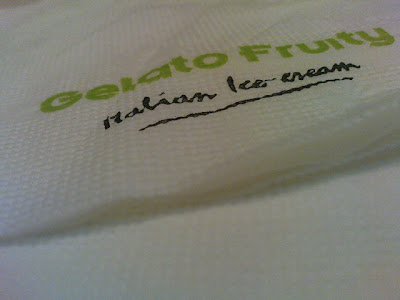 Gelato Fruity
Italian Ice-cream